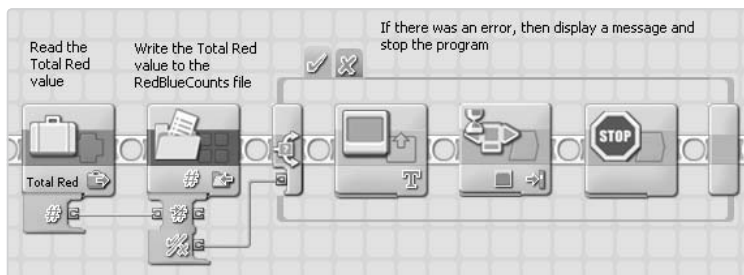 Read the
Total Red
value
Write the Total Red
value to the
RedBlueCounts file
If there was an error, then display a message and
stop the program
Total Red
#
T
STOP
#
#